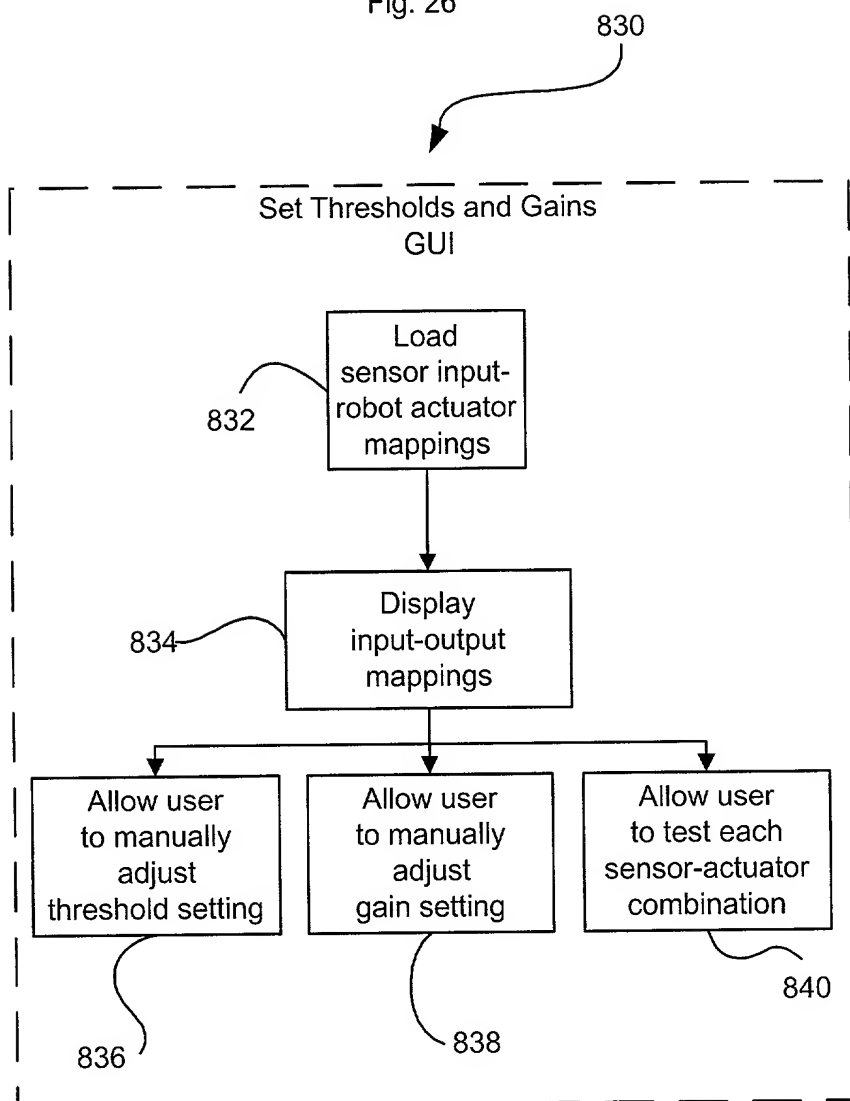 Fig. 26
830
Set Thresholds and Gains
GUI
Load
sensor input-
robot actuator
mappings
832
Display
input-output
mappings
834
Allow user
to manually
adjust
threshold setting
Allow user
to manually
adjust
gain setting
Allow user
to test each
sensor-actuator
combination
836
838
840